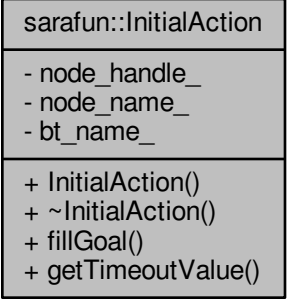 sarafun::InitialAction
- node_handle_
- node_name_
- bt_name_
+ InitialAction()
+ ~InitialAction()
+ fillGoal()
+ getTimeoutValue()